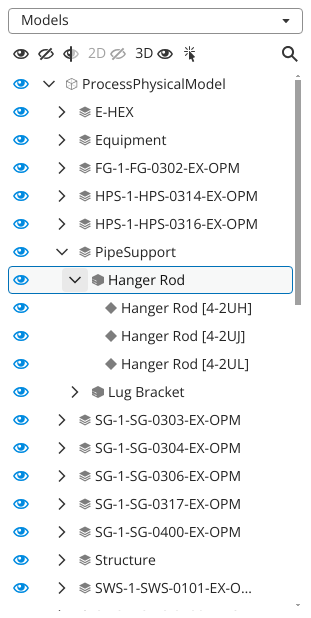 Models
2D 3D
ProcessPhysicalModel
E-HEX
Equipment
FG-1-FG-0302-EX-OPM
HPS-1-HPS-0314-EX-OPM
HPS-1-HPS-0316-EX-OPM
PipeSupport
Hanger Rod
Hanger Rod [4-2UH]
Hanger Rod [4-2UJ]
Hanger Rod [4-2UL]
Lug Bracket
SG-1-SG-0303-EX-OPM
SG-1-SG-0304-EX-OPM
SG-1-SG-0306-EX-OPM
SG-1-SG-0317-EX-OPM
SG-1-SG-0400-EX-OPM
Structure
SWS-1-SWS-0101-EX-O...